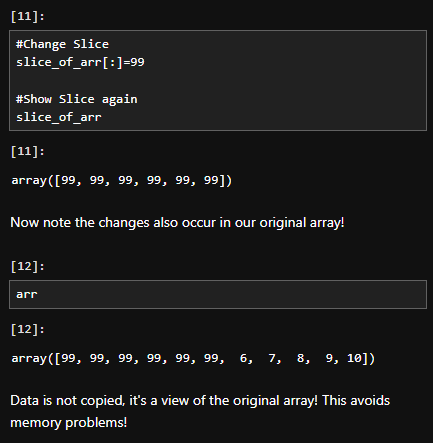 [11]:
#Change Slice
slice_of_arr[:]=99
#Show Slice again
slice_of_arr
[11]:
array([99, 99, 99, 99, 99, 99])
Now note the changes also occur in our original array!
[12]:
arr
[12]:
array([99, 99, 99, 99, 99, 99,  6,  7,  8,  9, 10])
Data is not copied, it's a view of the original array! This avoids
memory problems!